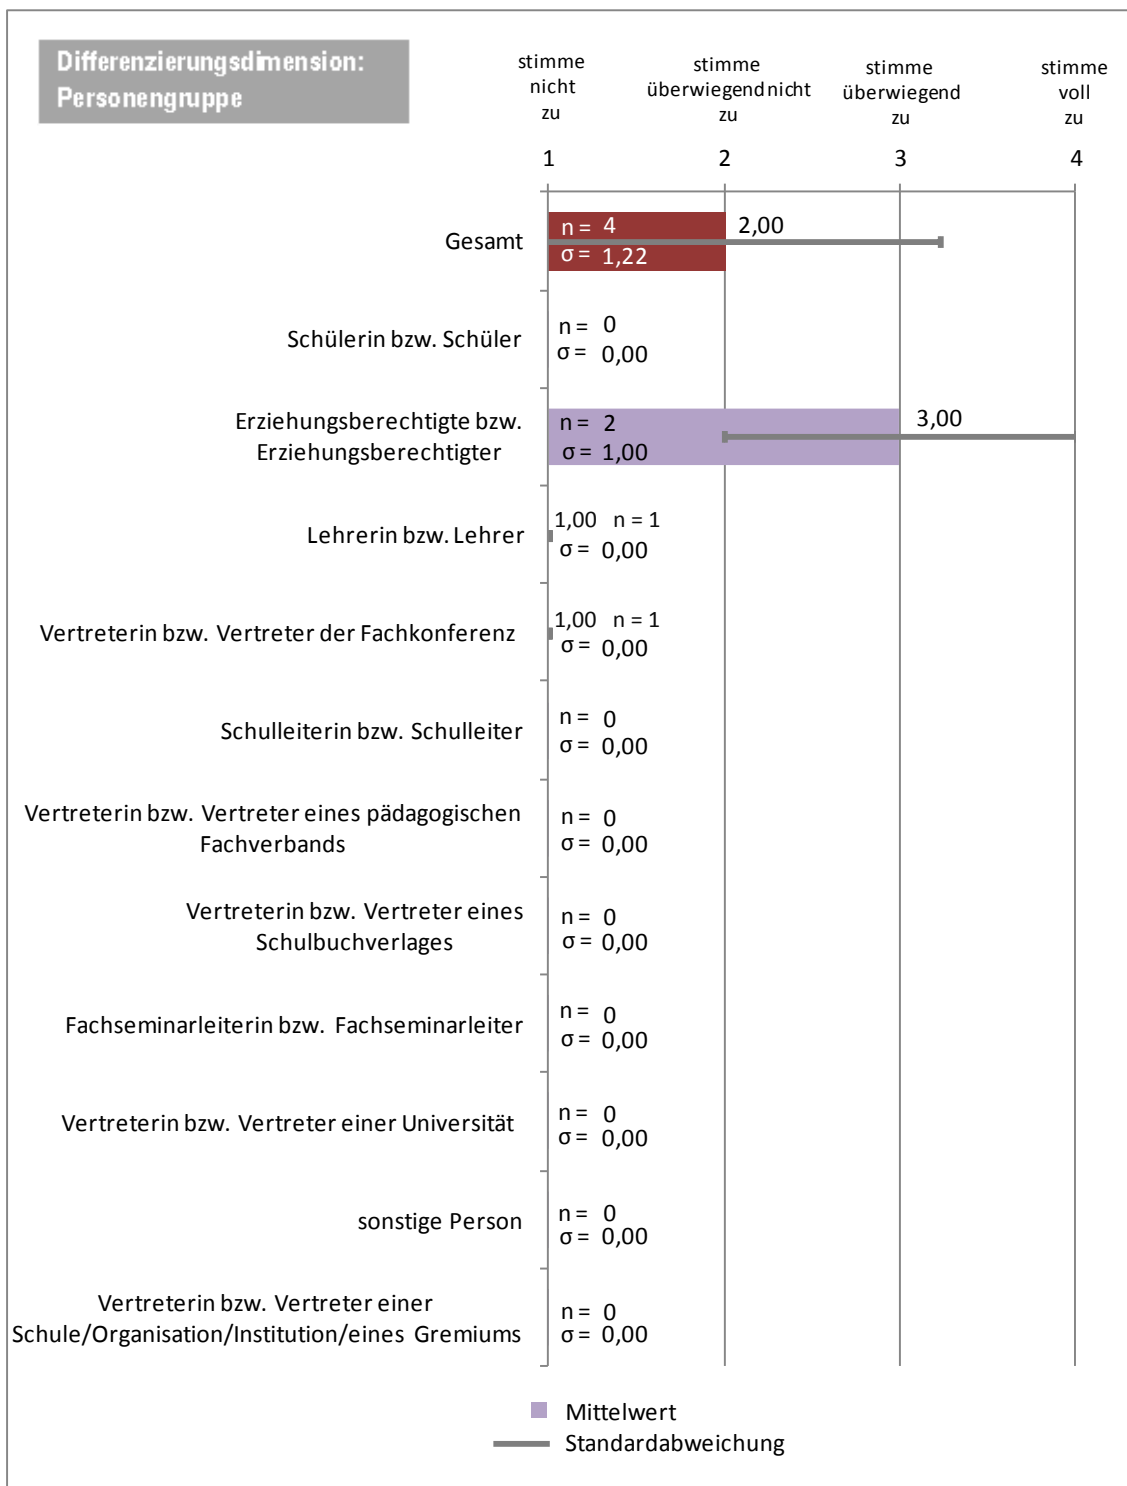 Differenzierungsdimension:
Personengruppe
stimme
nicht
zu
stimme
überwiegend nicht
zu
stimme
überwiegend
zu
stimme
voll
zu
1 2 3 4
Gesamt
n = 4
σ = 1,22
2,00
Schülerin bzw. Schüler
n = 0
σ = 0,00
Erziehungsberechtigte bzw.
Erziehungsberechtigter
n = 2
σ = 1,00
3,00
Lehrerin bzw. Lehrer
1,00 n = 1
σ = 0,00
Vertreterin bzw. Vertreter der Fachkonferenz
1,00 n = 1
σ = 0,00
Schulleiterin bzw. Schulleiter
n = 0
σ = 0,00
Vertreterin bzw. Vertreter eines pädagogischen
Fachverbands
n = 0
σ = 0,00
Vertreterin bzw. Vertreter eines
Schulbuchverlages
n = 0
σ = 0,00
Fachseminarleiterin bzw. Fachseminarleiter
n = 0
σ = 0,00
Vertreterin bzw. Vertreter einer Universität
n = 0
σ = 0,00
sonstige Person
n = 0
σ = 0,00
Vertreterin bzw. Vertreter einer
Schule/Organisation/Institution/eines Gremiums
n = 0
σ = 0,00
Mittelwert
Standardabweichung